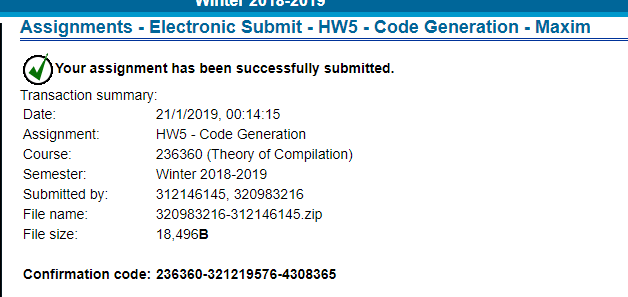 Winter 2018-2019
Assignments - Electronic Submit - HW5 - Code Generation - Maxim
Your assignment has been successfully submitted.
Transaction summary:
Date: 21/1/2019, 00:14:15
Assignment: HW5 - Code Generation
Course: 236360 (Theory of Compilation)
Semester: Winter 2018-2019
Submitted by: 312146145, 320983216
File name: 320983216-312146145.zip
File size: 18,496B
Confirmation code: 236360-321219576-4308365